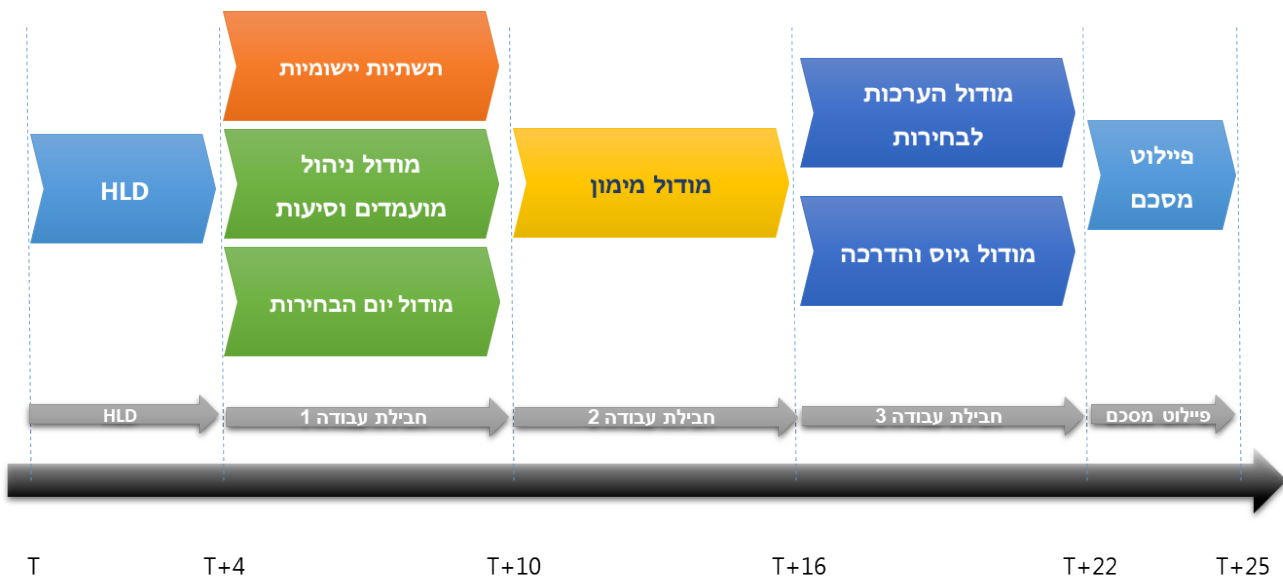 HLD
תשתיות יישומיות
מודול ניהול
מועמדים וסיעות
מודול יום הבחירות
מודול מימון
מודול הערכות
לבחירות
מודול גיוס והדרכה
פיילוט
מסכם
HLD
חבילת עבודה 1
חבילת עבודה 2
חבילת עבודה 3
פיילוט מסכם
T
T+4
T+10
T+16
T+22
T+25